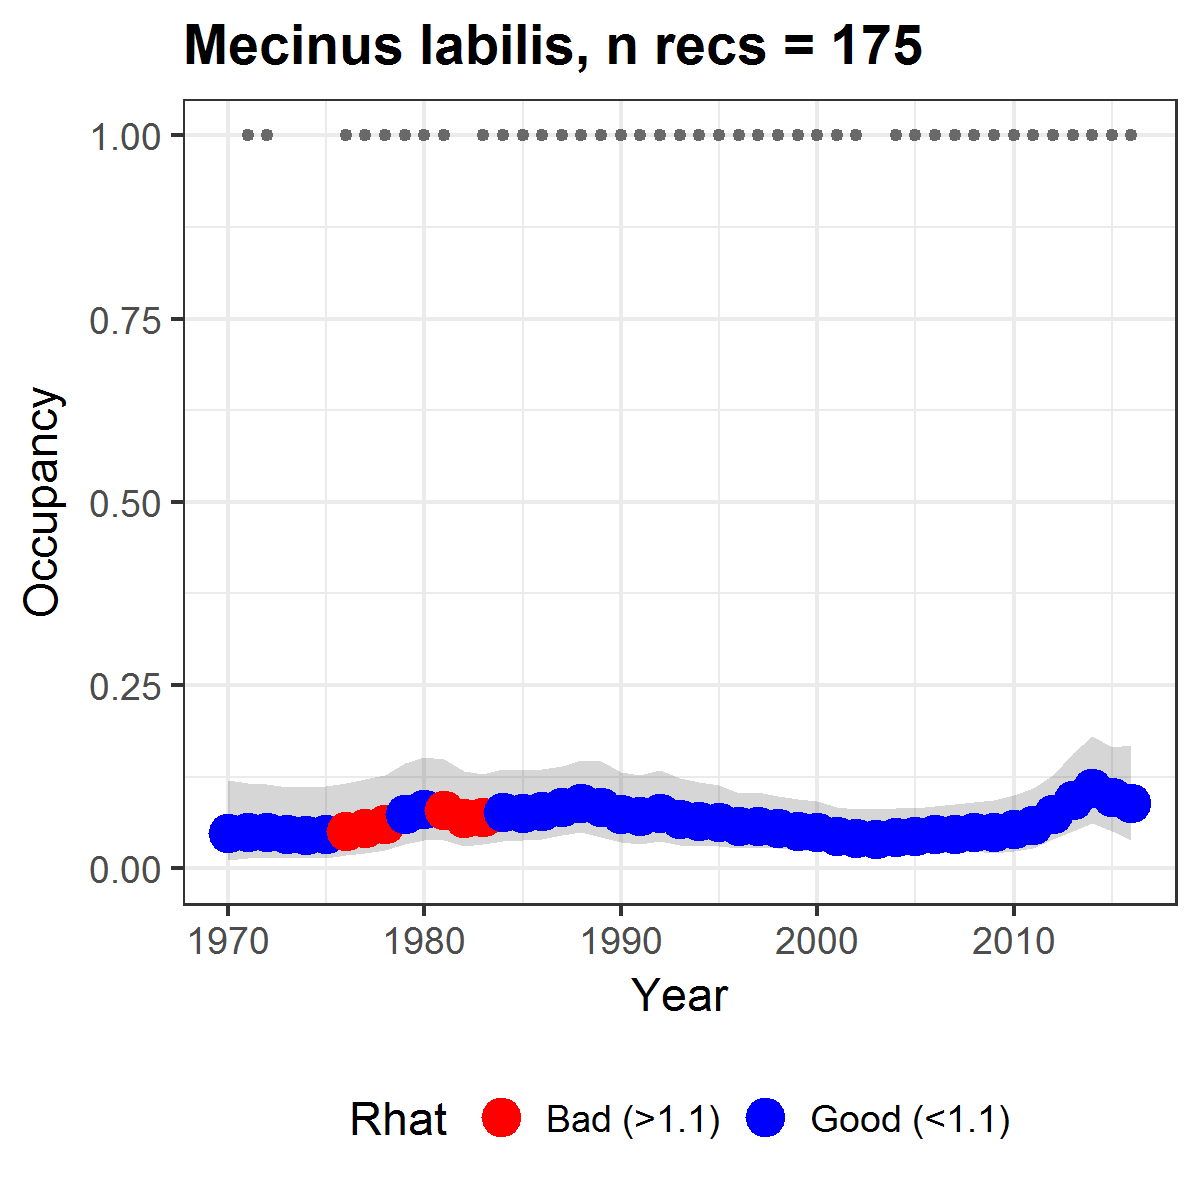 Mecinus labilis, n recs = 175
1.00
0.75
0.50
0.25
0.00
Occupancy
1970 1980 1990 2000 2010
Year
Rhat Bad (>1.1) Good (<1.1)